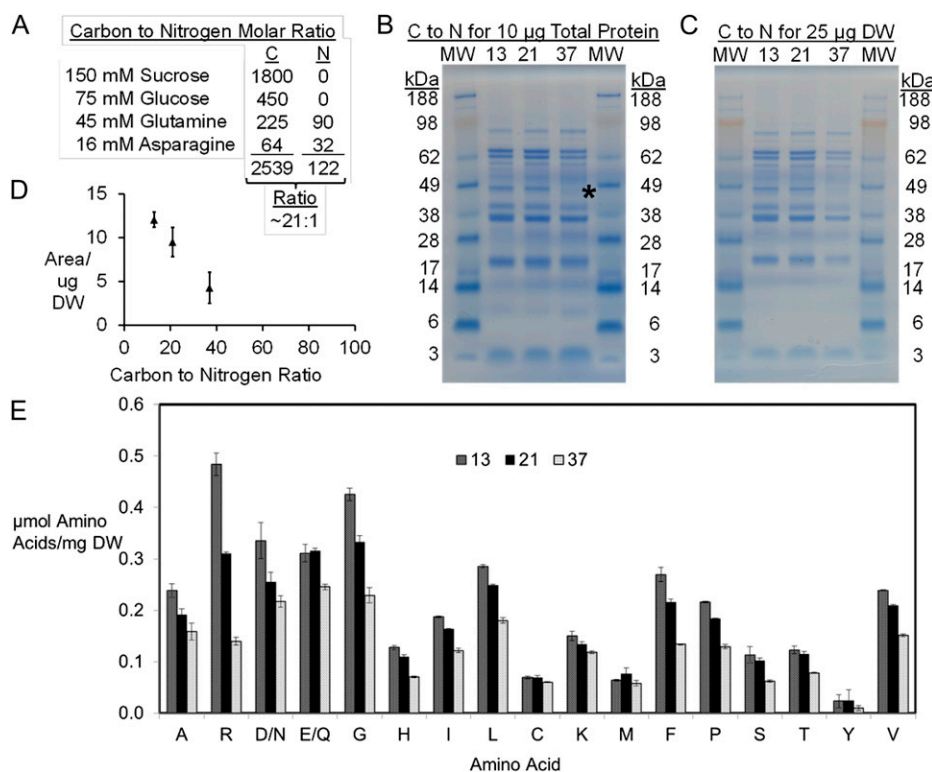 A
Carbon to Nitrogen Molar Ratio
C N
150 mM Sucrose 1800 0
75 mM Glucose 450 0
45 mM Glutamine 225 90
16 mM Asparagine 64 32
2539 122
Ratio
~21:1
B
C to N for 10 µg Total Protein
MW 13 21 37 MW
kDa kDa
188 188
98 98
62 62
49 * 49
38 38
28 28
17 17
14 14
6 6
3 3
C
C to N for 25 µg DW
MW 13 21 37 MW
kDa
188
98
62
49
38
28
17
14
6
3
D
15
10
5
0
Area/
ug
DW
0 20 40 60 80 100
Carbon to Nitrogen Ratio
E
0.6
0.5
0.4
0.3
0.2
0.1
0.0
µmol Amino
Acids/mg DW
13 21 37
A R D/N E/Q G H I L C K M F P S T Y V
Amino Acid